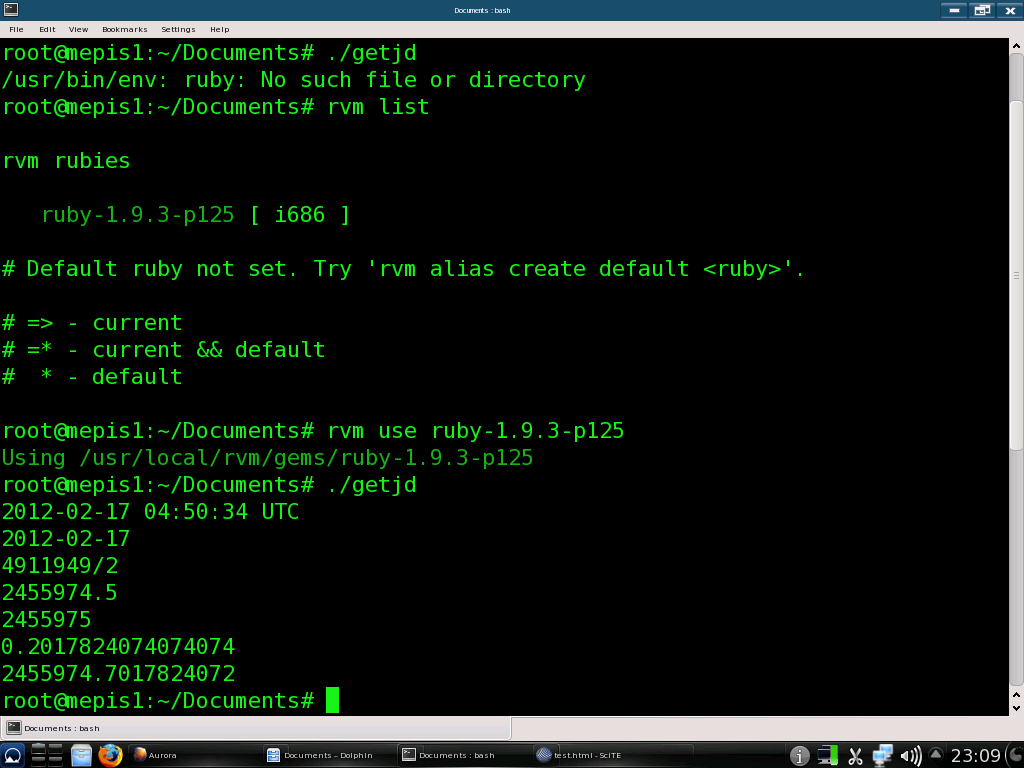 Documents : bash
File Edit View Bookmarks Settings Help
root@mepis1:~/Documents# ./getjd
/usr/bin/env: ruby: No such file or directory
root@mepis1:~/Documents# rvm list
rvm rubies
ruby-1.9.3-p125 [ i686 ]
# Default ruby not set. Try 'rvm alias create default <ruby>'.
# => - current
# =* - current && default
#  * - default
root@mepis1:~/Documents# rvm use ruby-1.9.3-p125
Using /usr/local/rvm/gems/ruby-1.9.3-p125
root@mepis1:~/Documents# ./getjd
2012-02-17 04:50:34 UTC
2012-02-17
4911949/2
2455974.5
2455975
0.2017824074074074
2455974.7017824072
root@mepis1:~/Documents#
Documents : bash
Aurora Documents – Dolphin Documents : bash test.html - SciTE 23:09